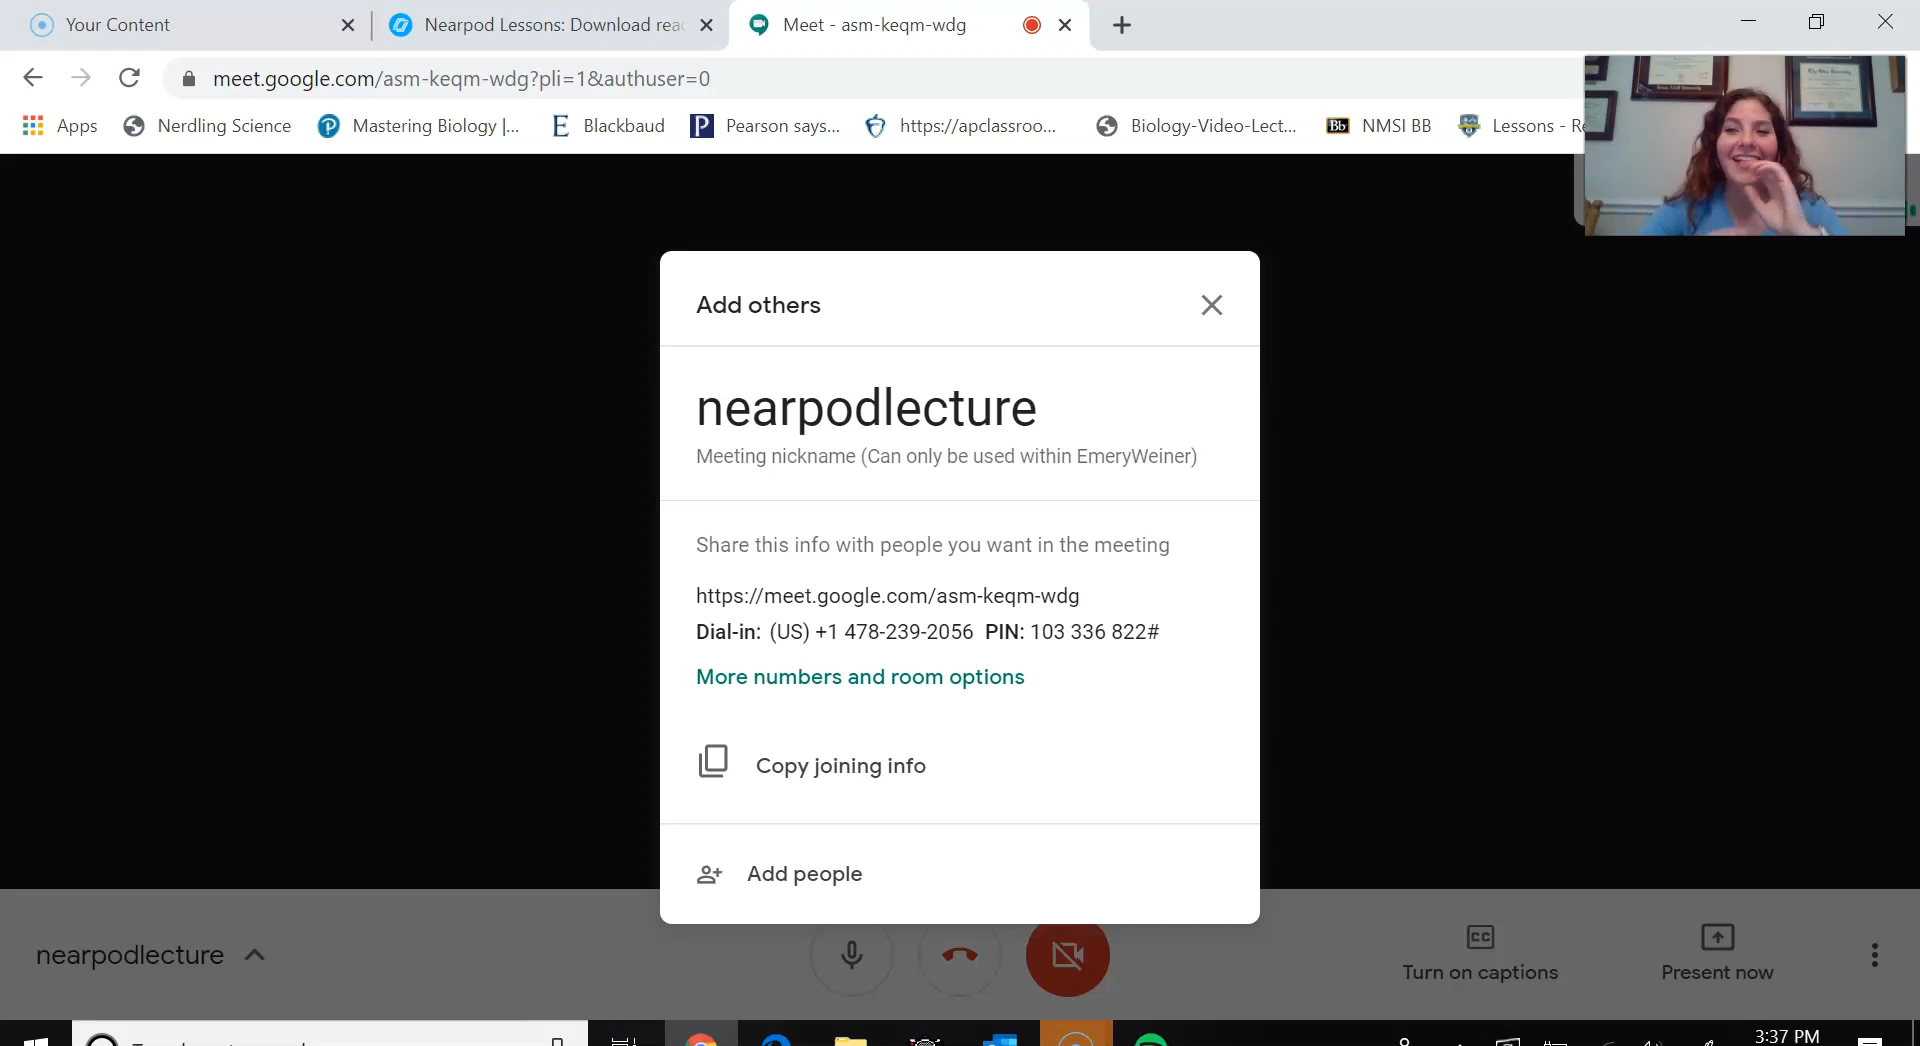 Your Content
Nearpod Lessons: Download read
Meet - asm-keqm-wdg
meet.google.com/asm-keqm-wdg?pli=1&authuser=0
Apps
Nerdling Science
Mastering Biology |...
Blackbaud
Pearson says...
https://apclassroo...
Biology-Video-Lect...
Bb
NMSI BB
Lessons - Re
Add others
nearpodlecture
Meeting nickname (Can only be used within EmeryWeiner)
Share this info with people you want in the meeting
https://meet.google.com/asm-keqm-wdg
Dial-in: (US) +1 478-239-2056 PIN: 103 336 822#
More numbers and room options
Copy joining info
Add people
nearpodlecture
CC
Turn on captions
Present now
3:37 PM